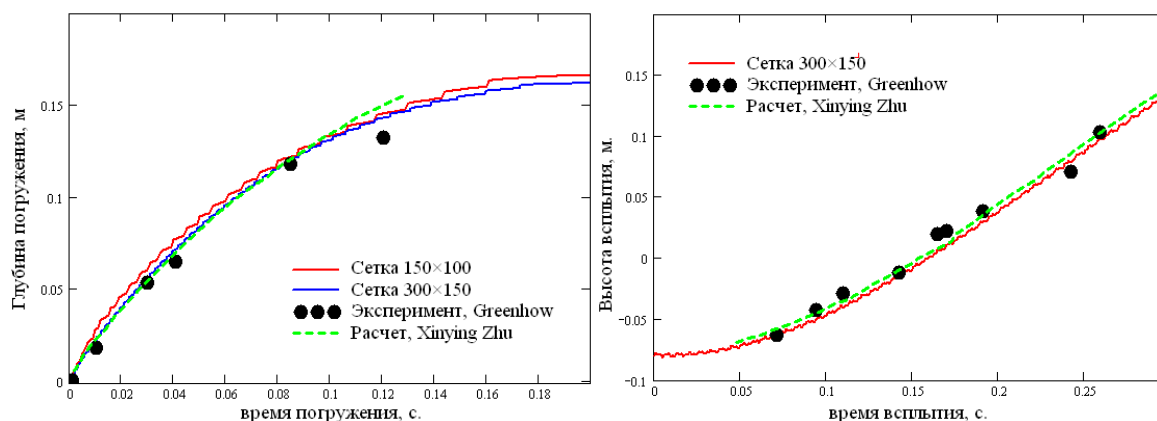 Глубина погружения, м
0.15
0.1
0.05
0
0
0.02
0.04
0.06
0.08
0.1
0.12
0.14
0.16
0.18
время погружения, с.
Сетка 150×100
Сетка 300×150
Эксперимент, Greenhow
Расчет, Xinying Zhu
Высота всплытия, м.
0.15
0.1
0.05
0
−0.05
−0.1
0
0.05
0.1
0.15
0.2
0.25
время всплытия, с.
Сетка 300×150
Эксперимент, Greenhow
Расчет, Xinying Zhu